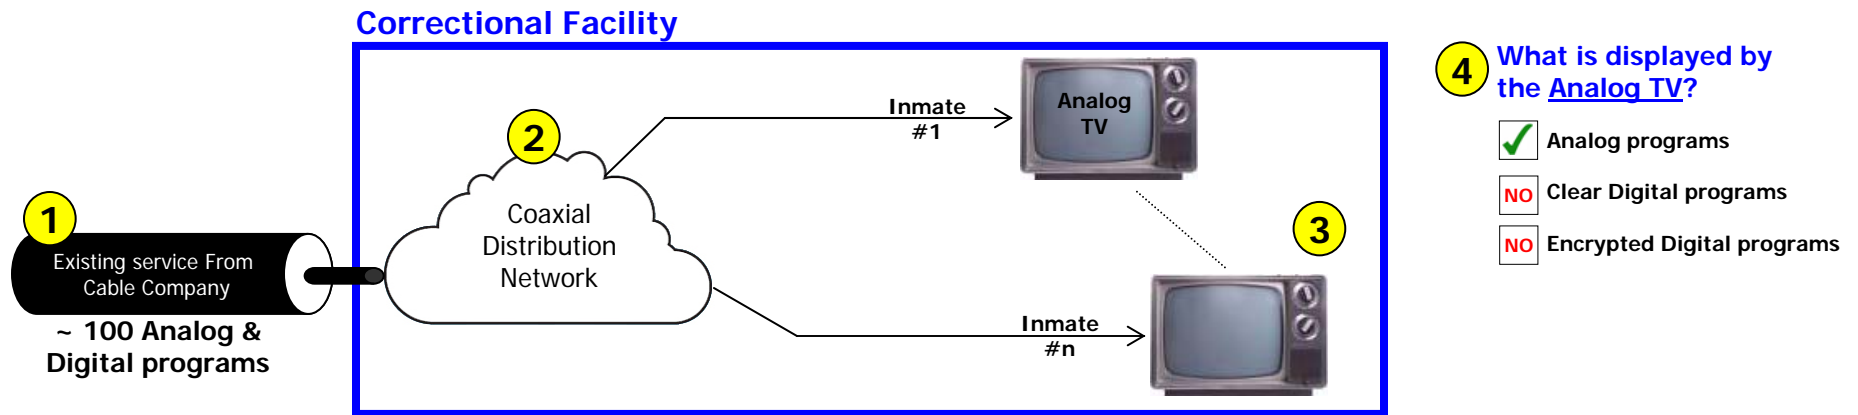 Correctional Facility
1
Existing service From
Cable Company
~ 100 Analog &
Digital programs
2
Coaxial
Distribution
Network
Inmate
#1
Analog
TV
3
Inmate
#n
4
What is displayed by
the Analog TV?
Analog programs
NO Clear Digital programs
NO Encrypted Digital programs